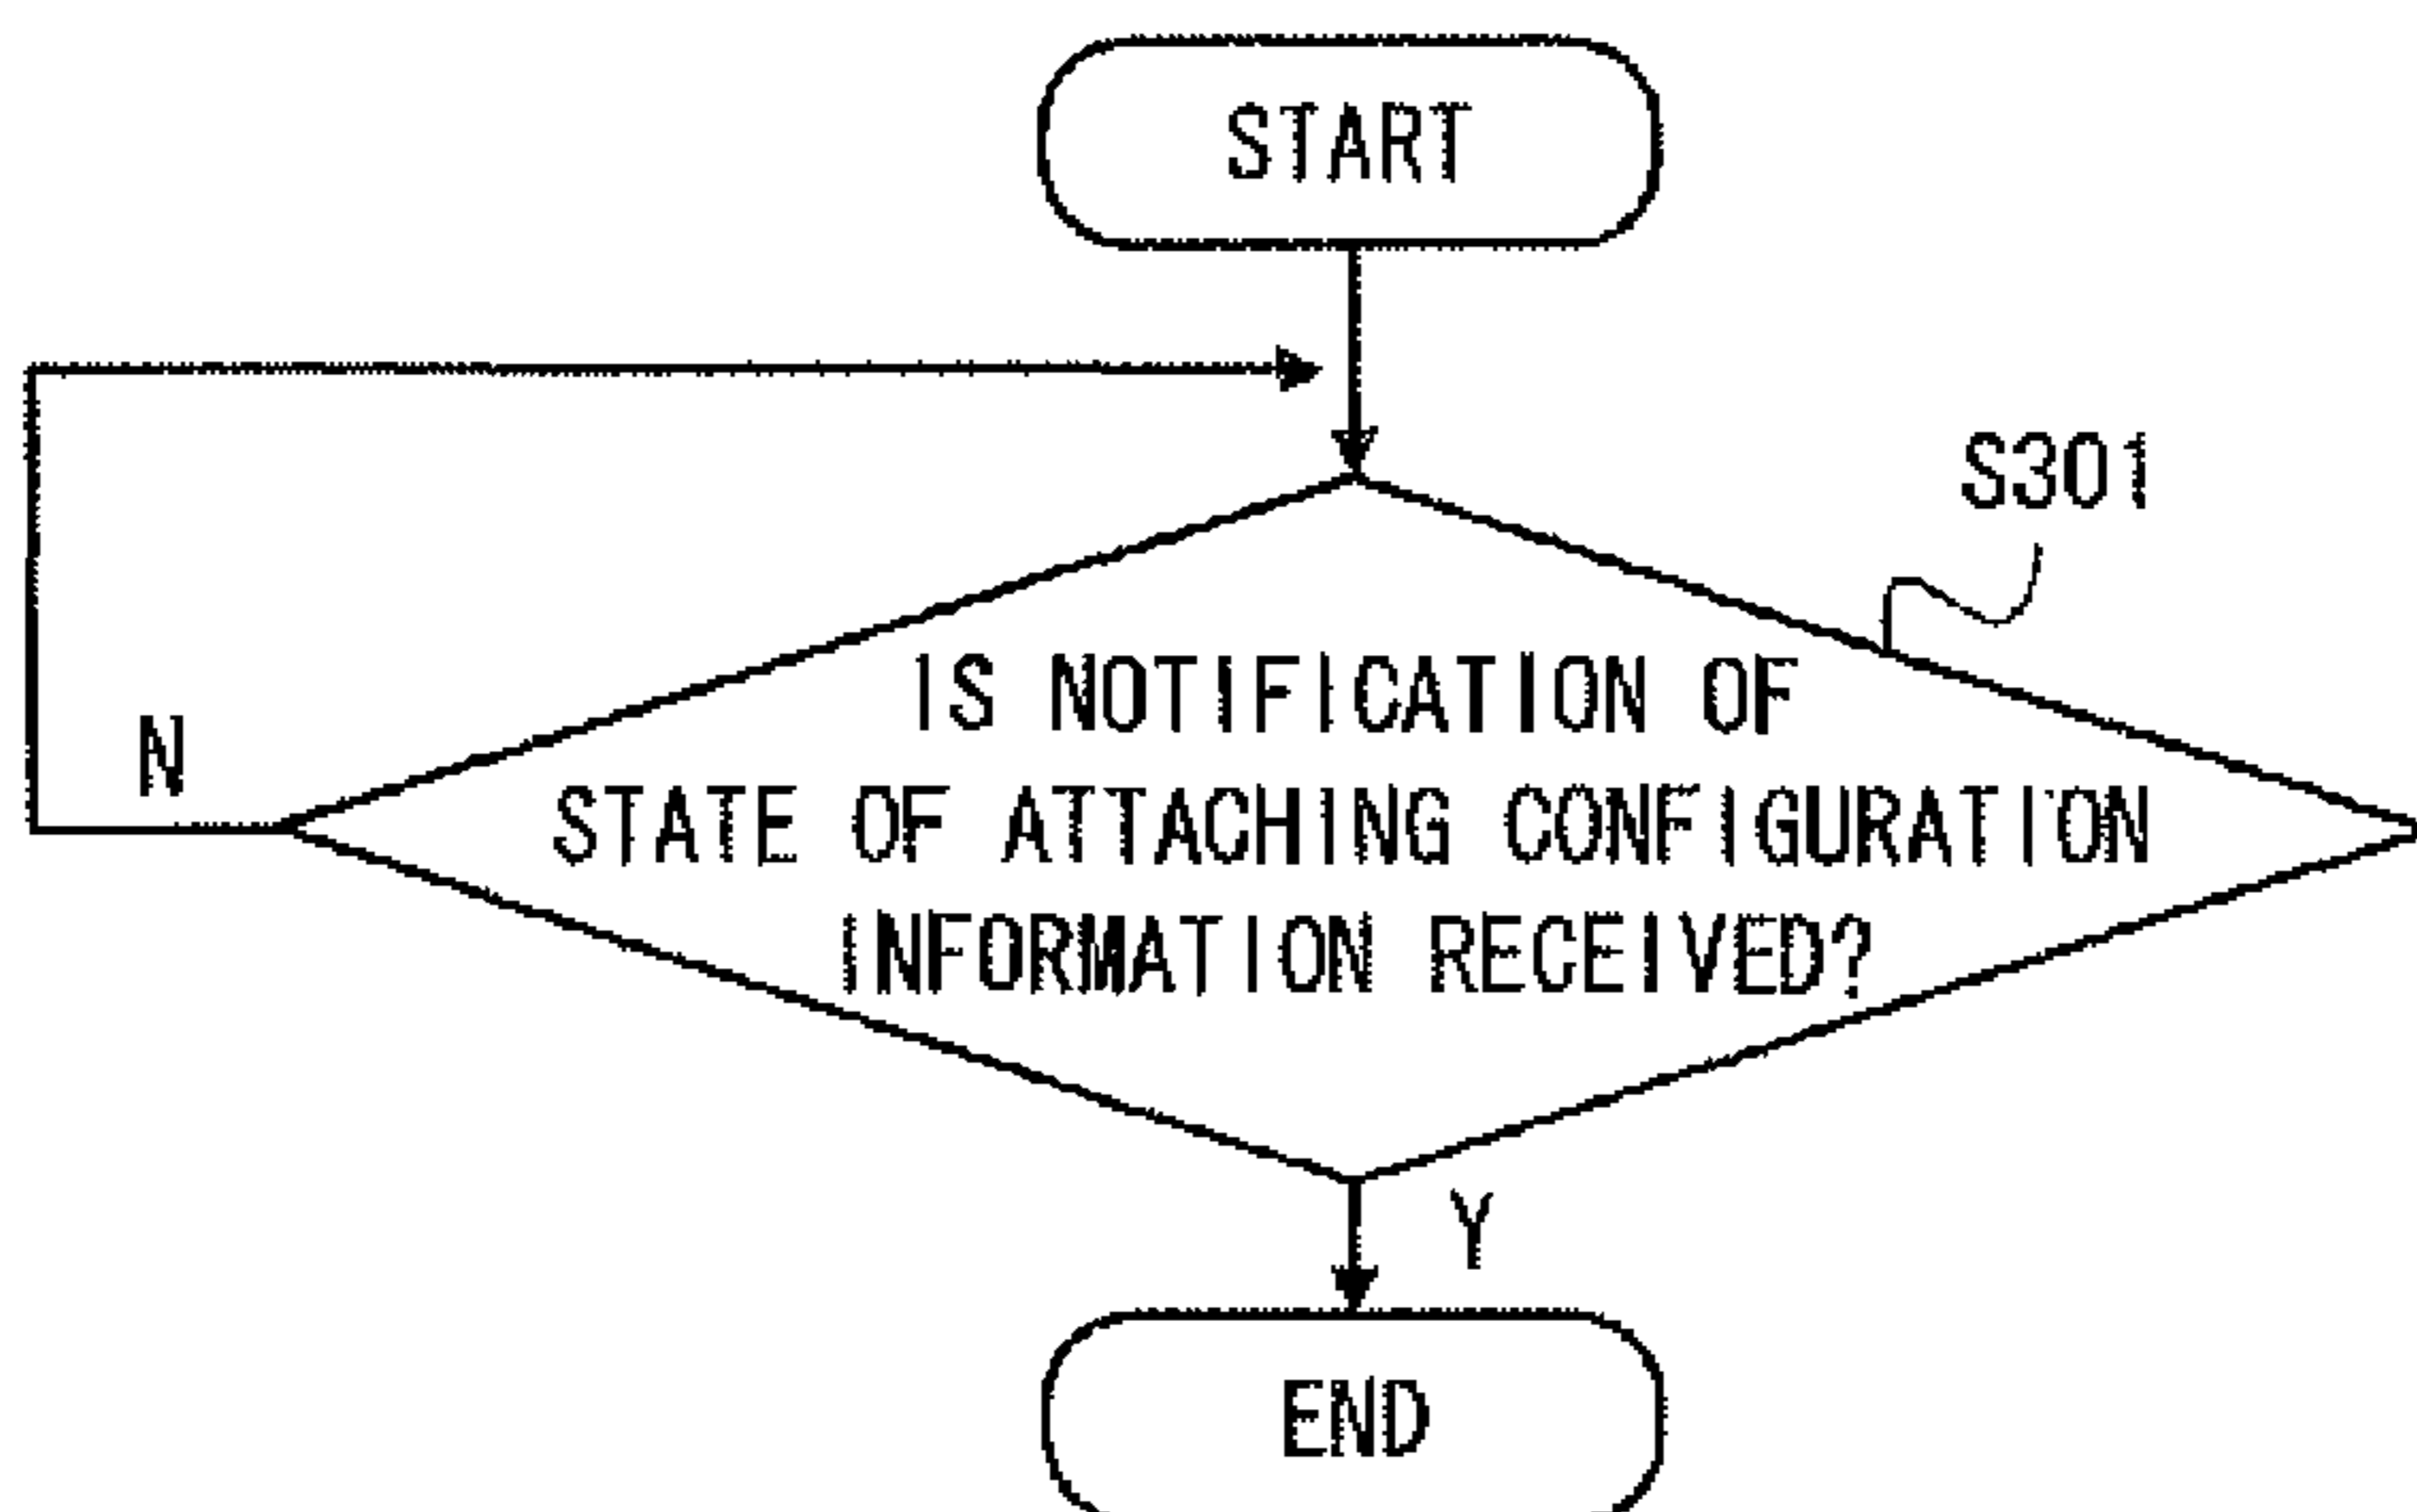 START
S301
IS NOTIFICATION OF
N
STATE OF ATTACHING CONFIGURATION
INFORMATION RECEIVED?
Y
END